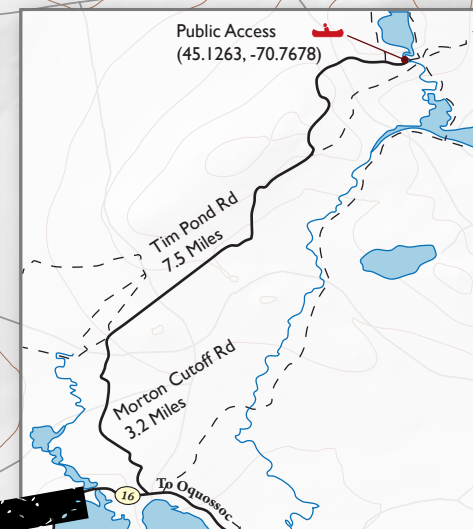 Public Access
(45.1263, -70.7678)
Tim Pond Rd
7.5 Miles
Morton Cutoff Rd
3.2 Miles
16
To Oquossoc